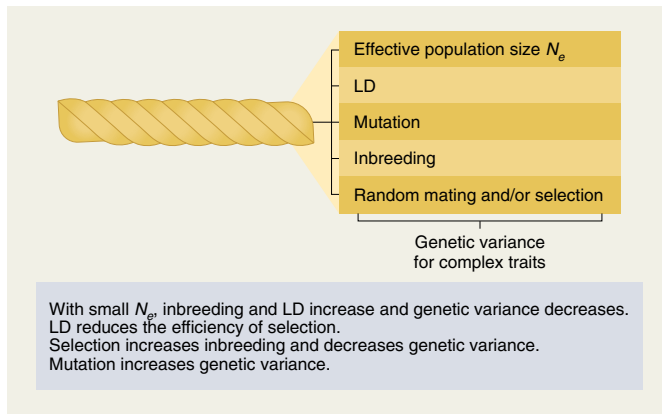 Effective population size Ne
LD
Mutation
Inbreeding
Random mating and/or selection
Genetic variance
for complex traits
With small Ne, inbreeding and LD increase and genetic variance decreases.
LD reduces the efficiency of selection.
Selection increases inbreeding and decreases genetic variance.
Mutation increases genetic variance.